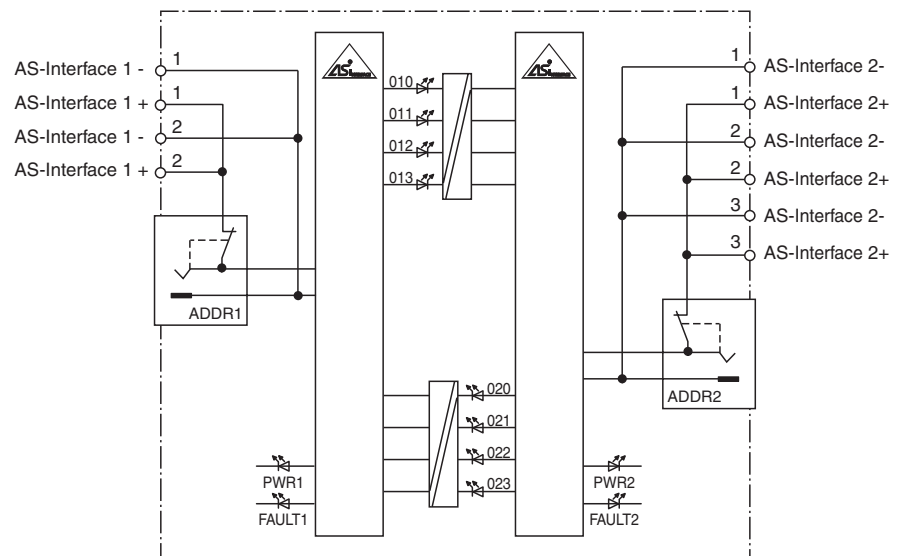 AS-Interface 1 - 1
AS-Interface 1 + 1
AS-Interface 1 - 2
AS-Interface 1 + 2
1 AS-Interface 2-
1 AS-Interface 2+
2 AS-Interface 2-
2 AS-Interface 2+
3 AS-Interface 2-
3 AS-Interface 2+
ASi
ASi
010
011
012
013
ADDR1
ADDR2
020
021
022
023
PWR1
FAULT1
PWR2
FAULT2